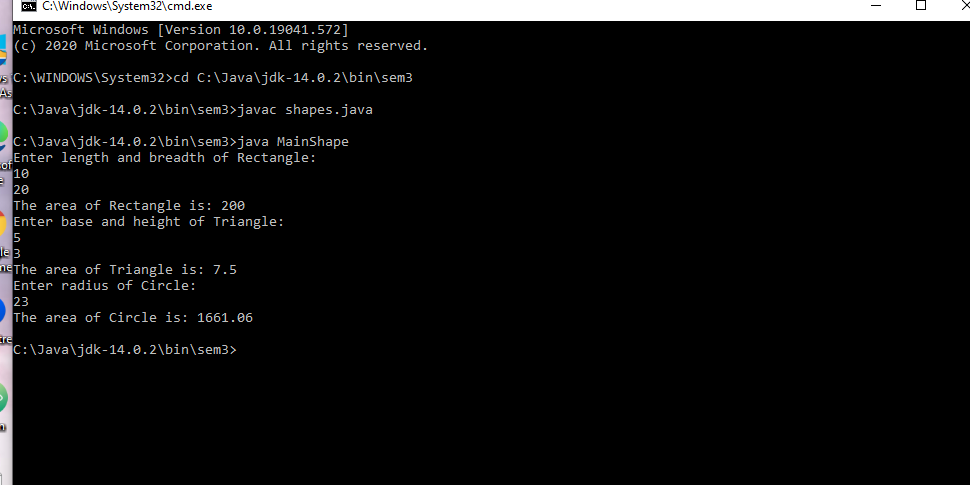 C:\Windows\System32\cmd.exe
Microsoft Windows [Version 10.0.19041.572]
(c) 2020 Microsoft Corporation. All rights reserved.
C:\WINDOWS\System32>cd C:\Java\jdk-14.0.2\bin\sem3
C:\Java\jdk-14.0.2\bin\sem3>javac shapes.java
C:\Java\jdk-14.0.2\bin\sem3>java MainShape
Enter length and breadth of Rectangle:
10
20
The area of Rectangle is: 200
Enter base and height of Triangle:
5
3
The area of Triangle is: 7.5
Enter radius of Circle:
23
The area of Circle is: 1661.06
C:\Java\jdk-14.0.2\bin\sem3>